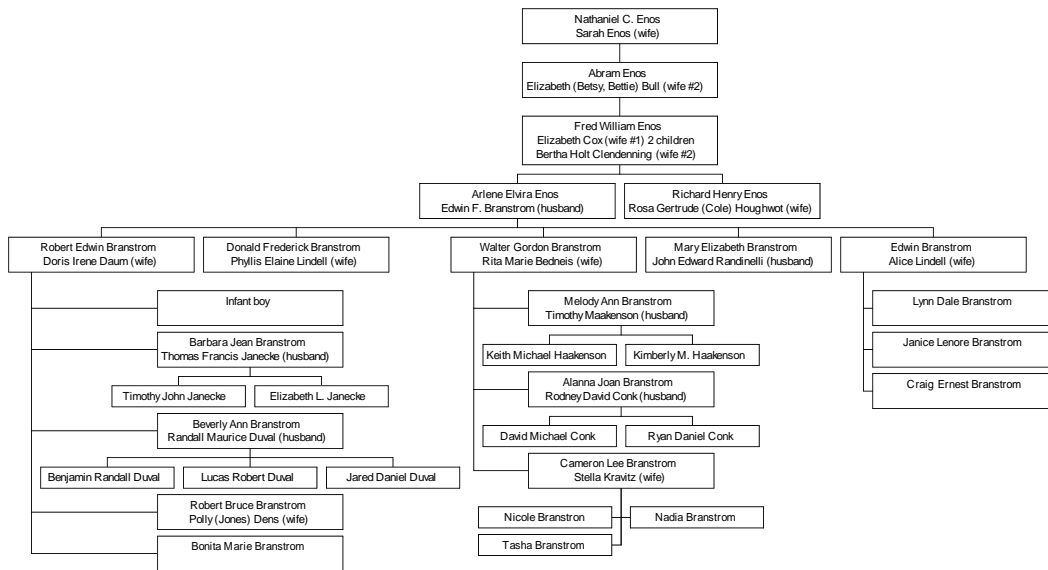 Nathaniel C. Enos
Sarah Enos (wife)
Abram Enos
Elizabeth (Betsy, Bettie) Bull (wife #2)
Fred William Enos
Elizabeth Cox (wife #1) 2 children
Bertha Holt Clendenning (wife #2)
Arlene Elvira Enos
Edwin F. Branstrom (husband)
Richard Henry Enos
Rosa Gertrude (Cole) Houghwot (wife)
Robert Edwin Branstrom
Doris Irene Daum (wife)
Donald Frederick Branstrom
Phyllis Elaine Lindell (wife)
Walter Gordon Branstrom
Rita Marie Bedneis (wife)
Mary Elizabeth Branstrom
John Edward Randinelli (husband)
Edwin Branstrom
Alice Lindell (wife)
Infant boy
Barbara Jean Branstrom
Thomas Francis Janecke (husband)
Timothy John Janecke
Elizabeth L. Janecke
Beverly Ann Branstrom
Randall Maurice Duval (husband)
Benjamin Randall Duval
Lucas Robert Duval
Jared Daniel Duval
Robert Bruce Branstrom
Polly (Jones) Dens (wife)
Bonita Marie Branstrom
Melody Ann Branstrom
Timothy Maakenson (husband)
Keith Michael Haakenson
Kimberly M. Haakenson
Alanna Joan Branstrom
Rodney David Conk (husband)
David Michael Conk
Ryan Daniel Conk
Cameron Lee Branstrom
Stella Kravitz (wife)
Nicole Branstron
Nadia Branstrom
Tasha Branstrom
Lynn Dale Branstrom
Janice Lenore Branstrom
Craig Ernest Branstrom